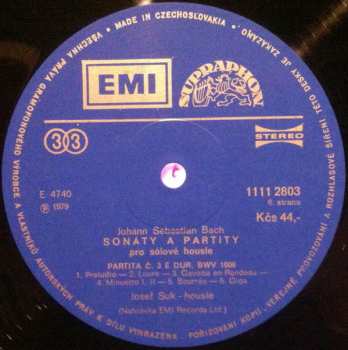 VŠECHNA PRÁVA GRAMOFONOVÉHO VÝROBCE A VLASTNÍKŮ AUTORSKÝCH PRÁV K DÍLU VYHRAZENA. POŘIZOVÁNÍ KOPIÍ, VEŘEJNÉ PROVOZOVÁNÍ A ROZHLASOVÉ ŠÍŘENÍ TÉTO DESKY JE ZAKÁZÁNO
MADE IN CZECHOSLOVAKIA
EMI
SUPRAPHON
33
STEREO
E 4740
℗ 1979
1111 2803
6. strana
Kčs 44,-
Johann Sebastian Bach
SONÁTY A PARTITY
pro sólové housle
PARTITA Č. 3 E DUR, BWV 1006
1. Preludio — 2. Loure — 3. Gavotte en Rondeau —
4. Minuetto I, II — 5. Bourrée — 6. Giga
Josef Suk - housle
(Nahrávka EMI Records Ltd.)